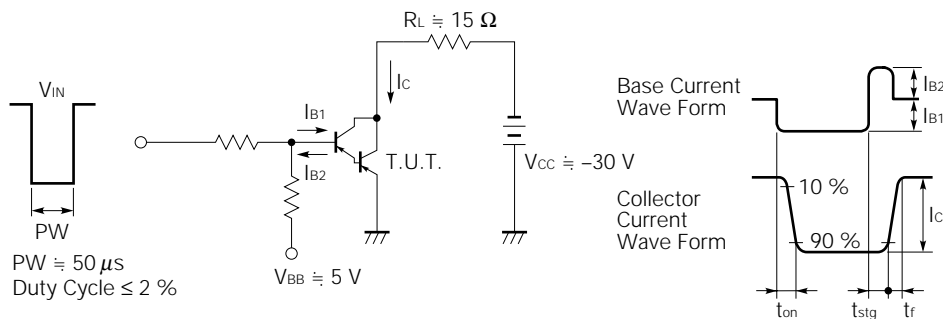 RL ≒ 15 Ω
VIN
IC
IB1
IB2
T.U.T.
VCC ≒ –30 V
PW
PW ≒ 50 μs
Duty Cycle ≤ 2 %
VBB ≒ 5 V
Base Current
Wave Form
IB2
IB1
Collector
Current
Wave Form
10 %
90 %
IC
ton
tstg
tf